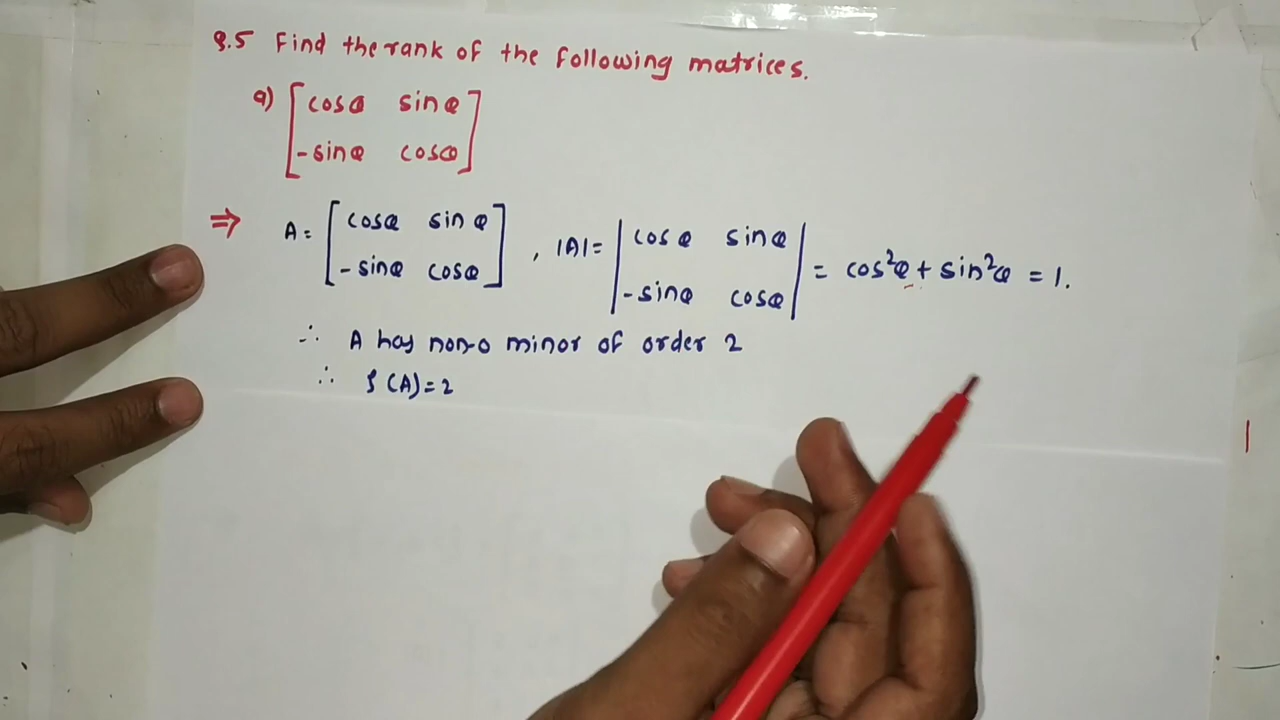 Q.5 Find the rank of the following matrices.
a) [cosθ sinθ
-sinθ cosθ]
⇒ A = [cosθ sinθ
-sinθ cosθ] , |A| = |cosθ sinθ
-sinθ cosθ| = cos²θ + sin²θ = 1.
∴ A has non-0 minor of order 2
∴ ρ(A) = 2